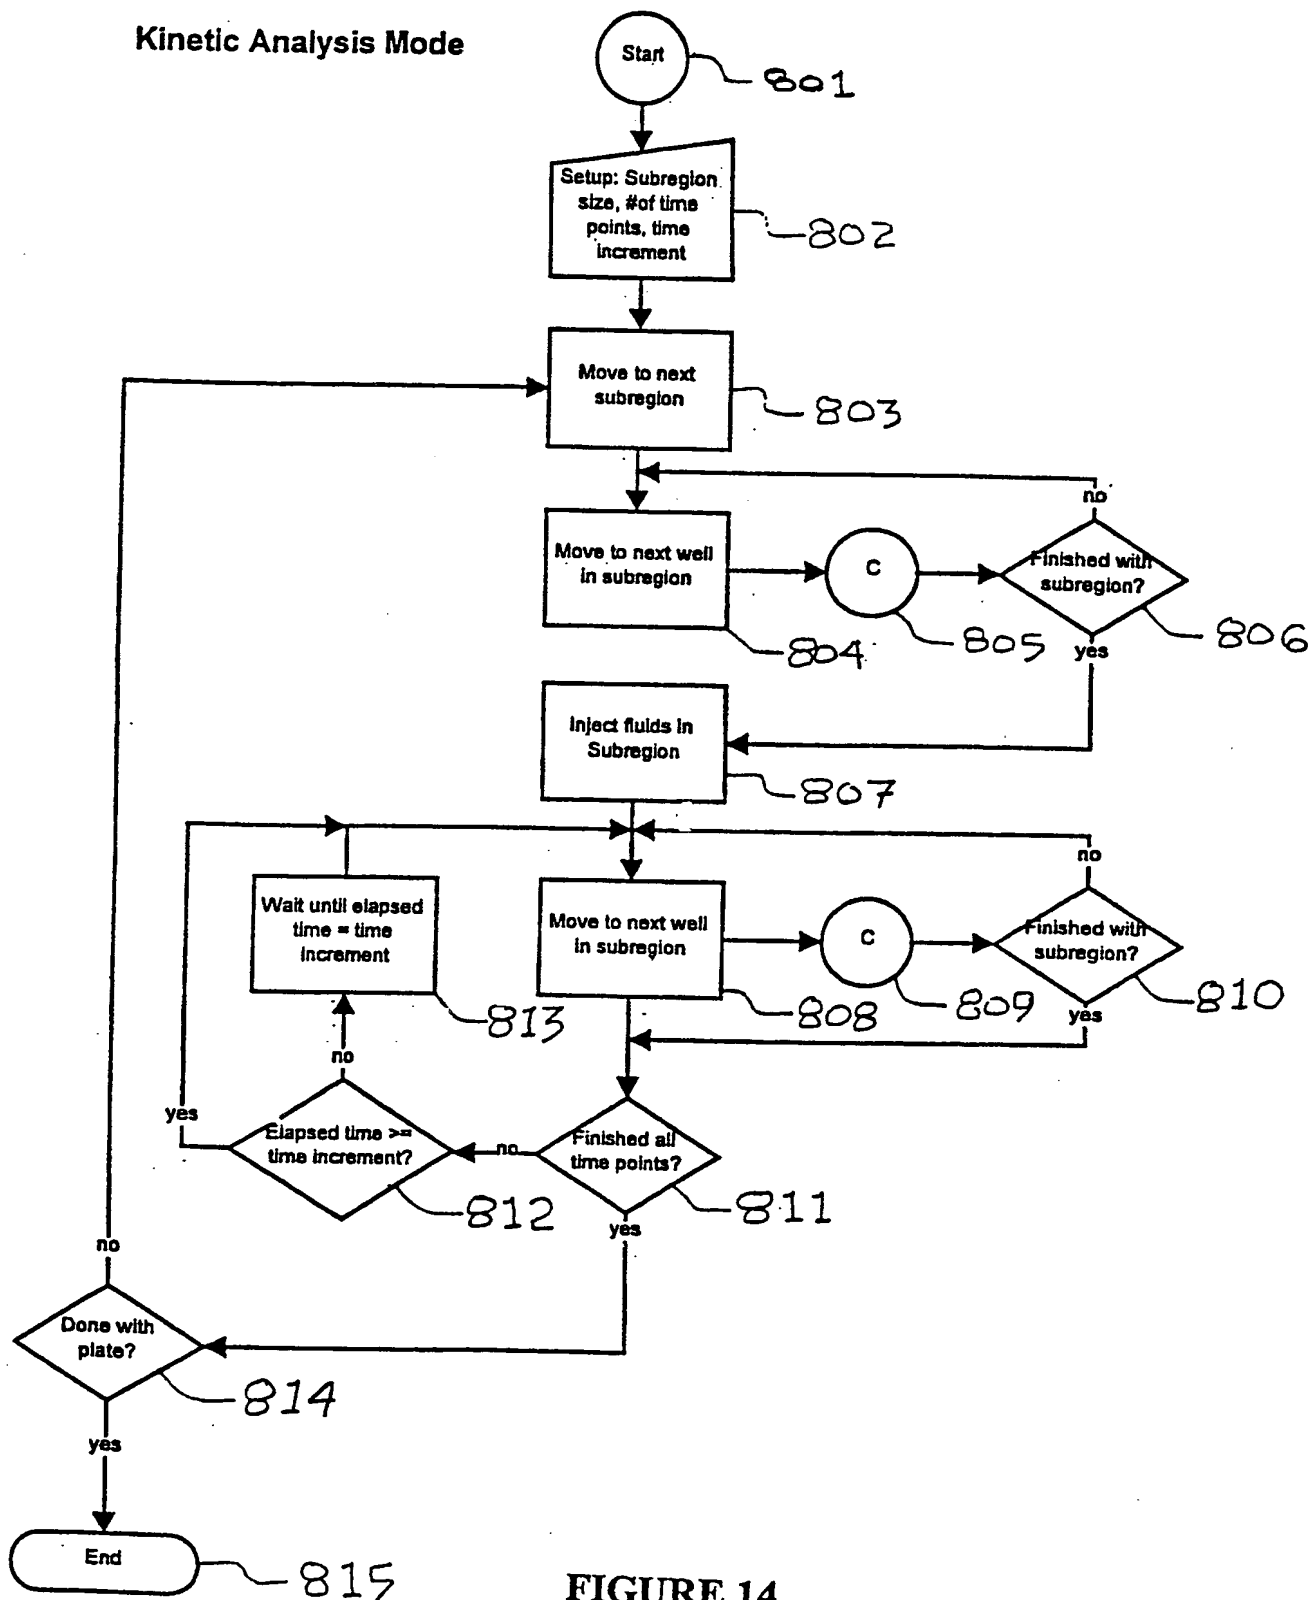 Kinetic Analysis Mode
Start
801
Setup: Subregion
size, #of time
points, time
increment
802
Move to next
subregion
803
no
Move to next well
in subregion
C
Finished with
subregion?
804
805
806
yes
Inject fluids in
Subregion
807
no
Wait until elapsed
time = time
increment
Move to next well
in subregion
C
Finished with
subregion?
813
808
809
810
yes
no
yes
Elapsed time >=
time increment?
no
Finished all
time points?
812
811
yes
no
Done with
plate?
814
yes
End
815
FIGURE 14